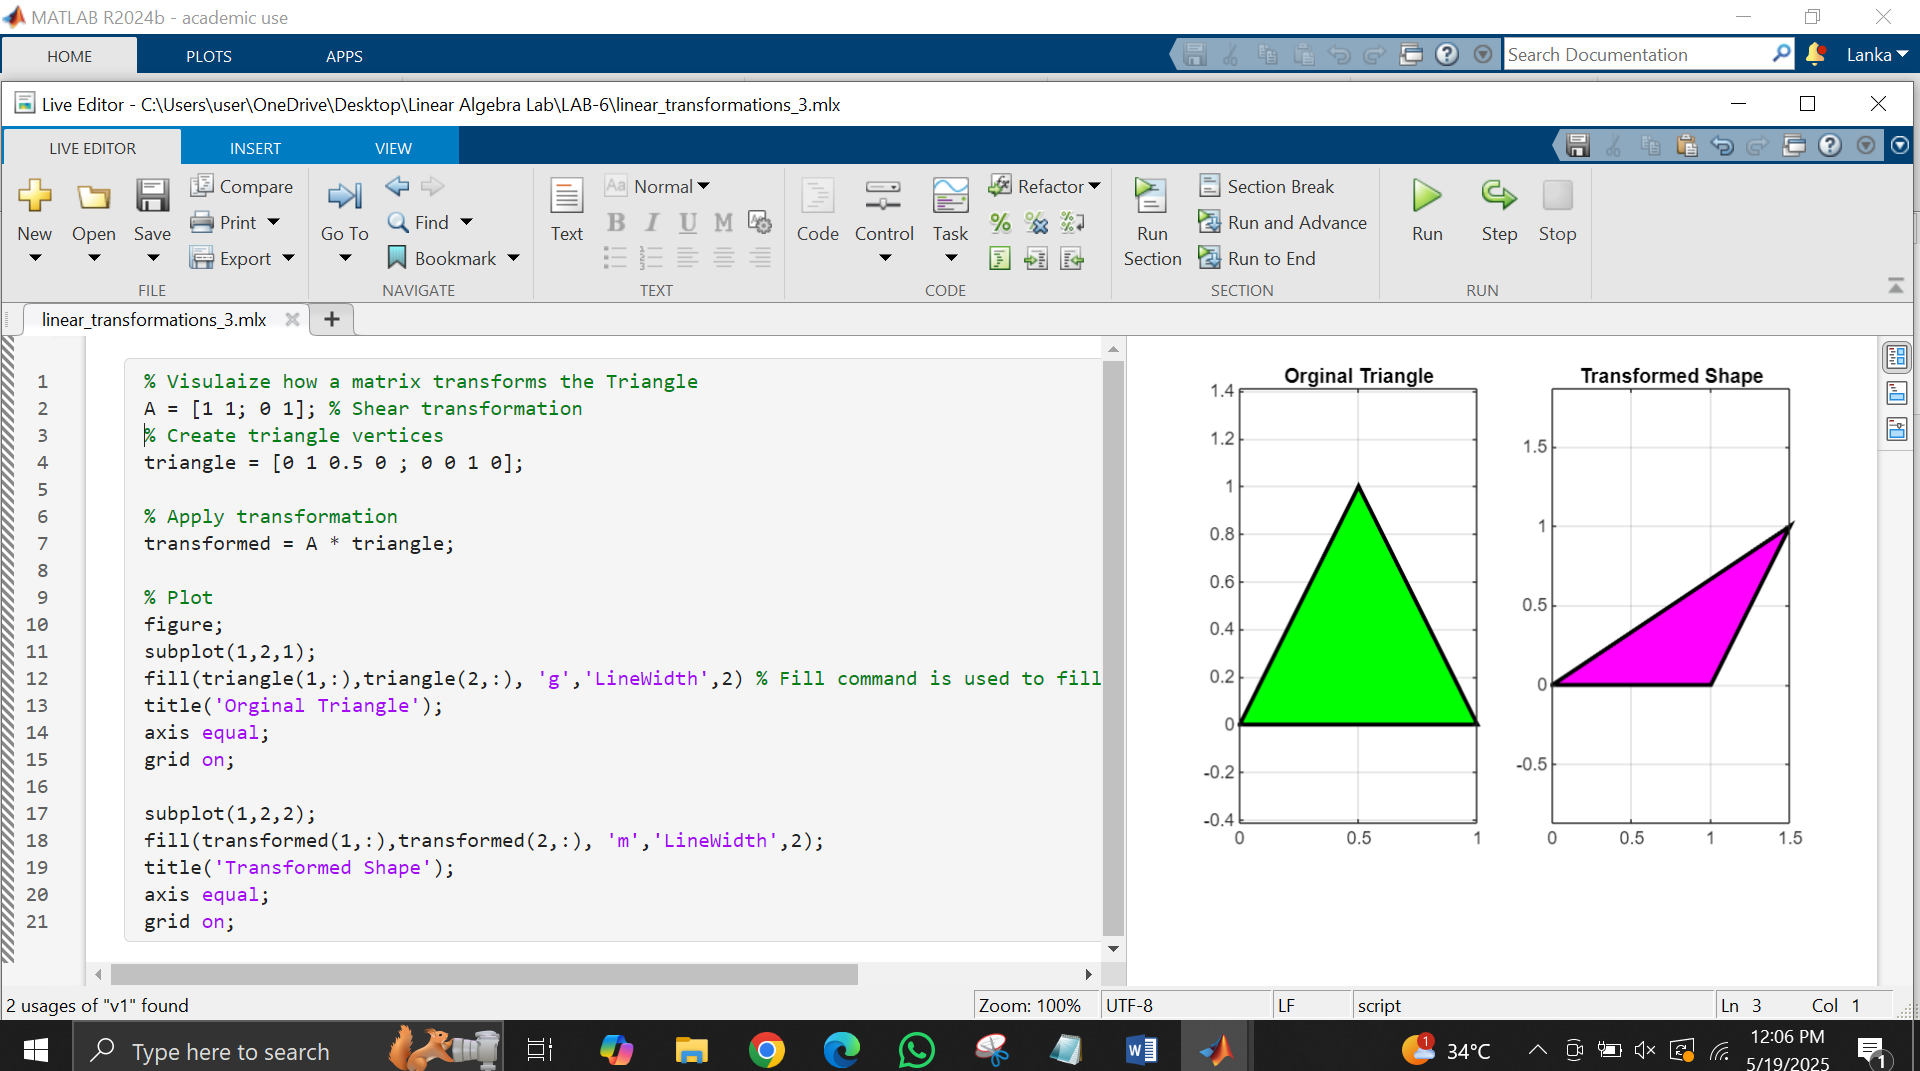 MATLAB R2024b - academic use
HOME PLOTS APPS Search Documentation Lanka
Live Editor - C:\Users\user\OneDrive\Desktop\Linear Algebra Lab\LAB-6\linear_transformations_3.mlx
LIVE EDITOR INSERT VIEW
New Open Save Compare Print Export
FILE
Go To Find Bookmark
NAVIGATE
Text Aa Normal
B I U M
TEXT
Code Control Task Refactor
CODE
Run Section Section Break Run and Advance Run to End
SECTION
Run Step Stop
RUN
linear_transformations_3.mlx
1 % Visulaize how a matrix transforms the Triangle
2 A = [1 1; 0 1]; % Shear transformation
3 % Create triangle vertices
4 triangle = [0 1 0.5 0 ; 0 0 1 0];
5
6 % Apply transformation
7 transformed = A * triangle;
8
9 % Plot
10 figure;
11 subplot(1,2,1);
12 fill(triangle(1,:),triangle(2,:), 'g','LineWidth',2) % Fill command is used to fill
13 title('Orginal Triangle');
14 axis equal;
15 grid on;
16
17 subplot(1,2,2);
18 fill(transformed(1,:),transformed(2,:), 'm','LineWidth',2);
19 title('Transformed Shape');
20 axis equal;
21 grid on;
Orginal Triangle
1.4
1.2
1
0.8
0.6
0.4
0.2
0
-0.2
-0.4
0 0.5 1
Transformed Shape
1.5
1
0.5
0
-0.5
0 0.5 1 1.5
2 usages of "v1" found Zoom: 100% UTF-8 LF script Ln 3 Col 1
Type here to search
1 34°C
12:06 PM
5/19/2025
1